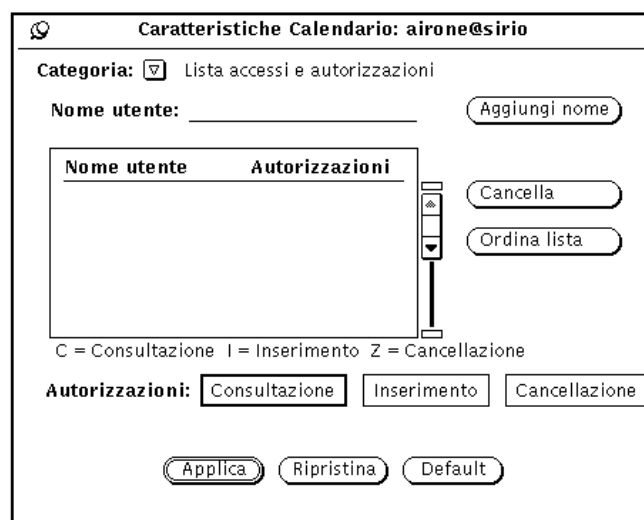 Caratteristiche Calendario: airone@sirio
Categoria: Lista accessi e autorizzazioni
Nome utente: Aggiungi nome
Nome utente Autorizzazioni
Cancella
Ordina lista
C = Consultazione I = Inserimento Z = Cancellazione
Autorizzazioni: Consultazione Inserimento Cancellazione
Applica Ripristina Default